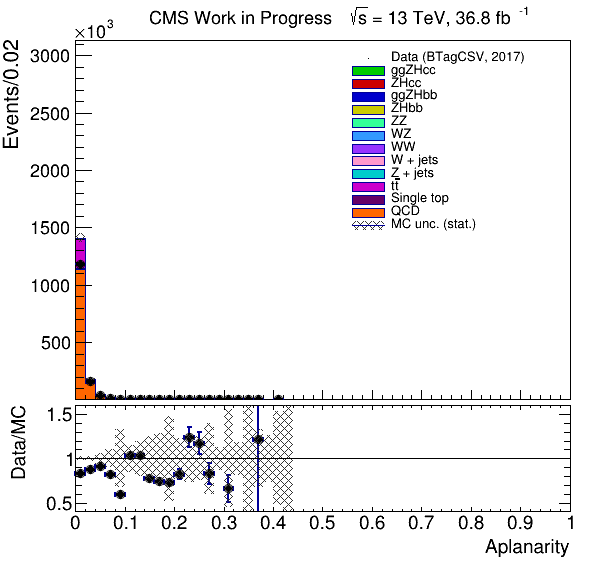 CMS Work in Progress √s = 13 TeV, 36.8 fb⁻¹
×10³
Events/0.02
3000
2500
2000
1500
1000
500
Data (BTagCSV, 2017)
ggZHcc
ZHcc
ggZHbb
ZHbb
ZZ
WZ
WW
W + jets
Z + jets
tt̅
Single top
QCD
MC unc. (stat.)
Data/MC
1.5
1
0.5
0 0.1 0.2 0.3 0.4 0.5 0.6 0.7 0.8 0.9 1
Aplanarity